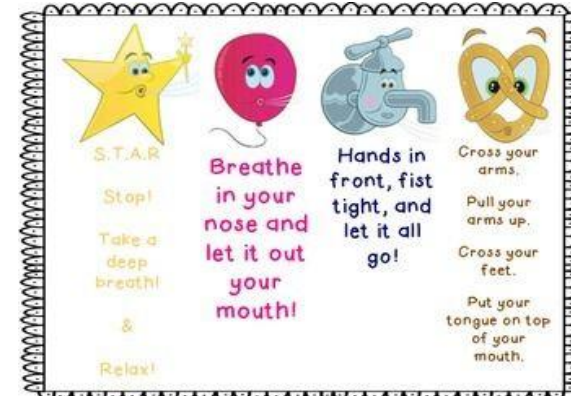 S.T.A.R
Stop!
Take a
deep
breath!
&
Relax!
Breathe
in your
nose and
let it out
your
mouth!
Hands in
front, fist
tight, and
let it all
go!
Cross your
arms.
Pull your
arms up.
Cross your
feet.
Put your
tongue on top
of your
mouth.